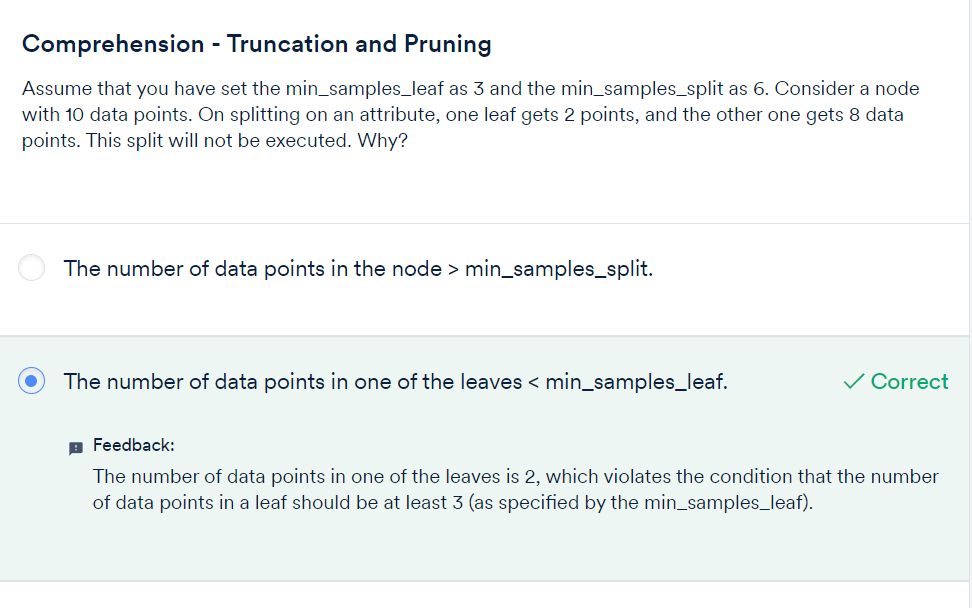 Comprehension - Truncation and Pruning
Assume that you have set the min_samples_leaf as 3 and the min_samples_split as 6. Consider a node
with 10 data points. On splitting on an attribute, one leaf gets 2 points, and the other one gets 8 data
points. This split will not be executed. Why?
The number of data points in the node > min_samples_split.
The number of data points in one of the leaves < min_samples_leaf.
Correct
Feedback:
The number of data points in one of the leaves is 2, which violates the condition that the number
of data points in a leaf should be at least 3 (as specified by the min_samples_leaf).